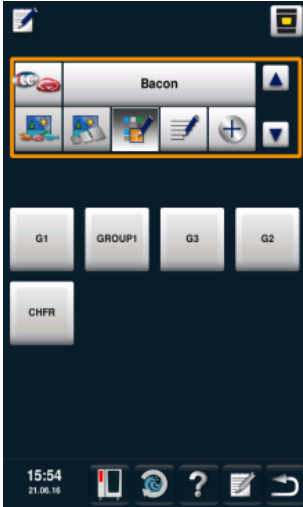 Bacon
G1
GROUP1
G3
G2
CHFR
15:54
21.06.16
?